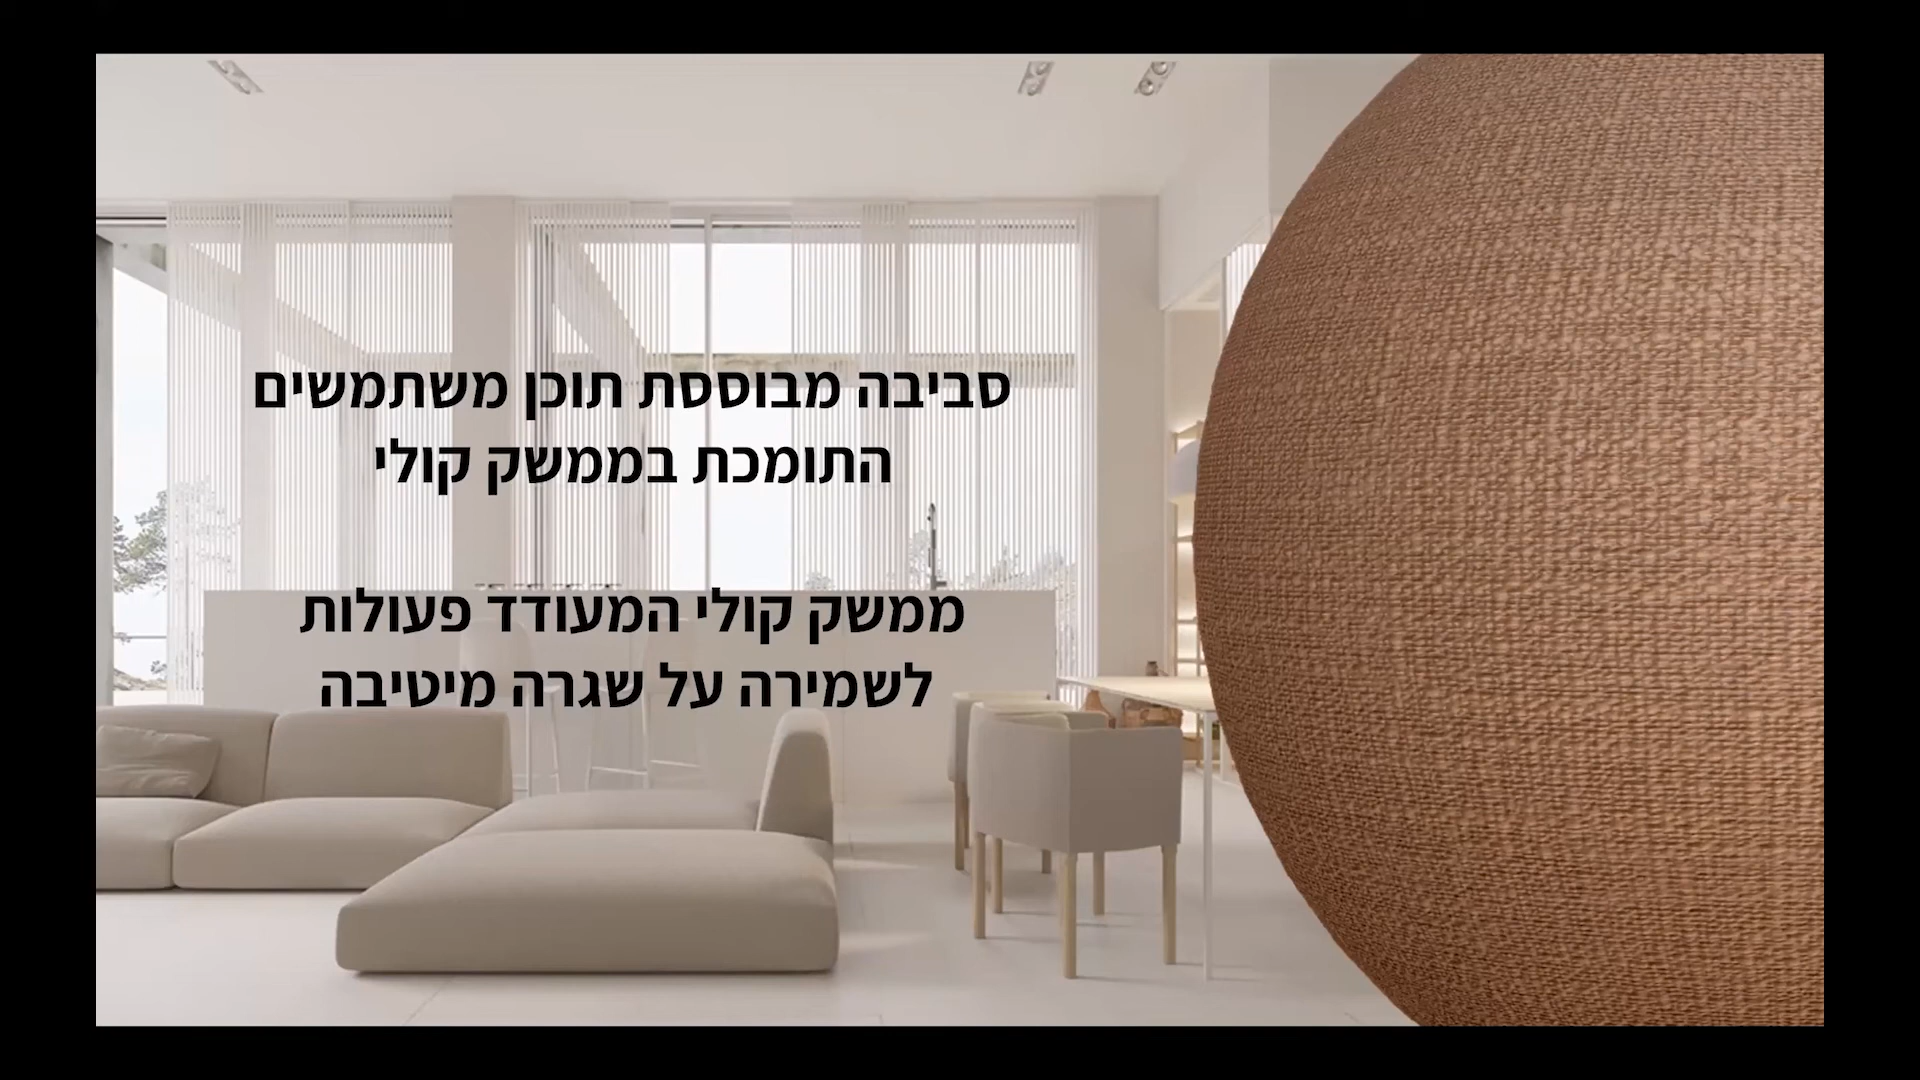 סביבה מבוססת תוכן משתמשים
התומכת בממשק קולי
ממשק קולי המעודד פעולות
לשמירה על שגרה מיטיבה